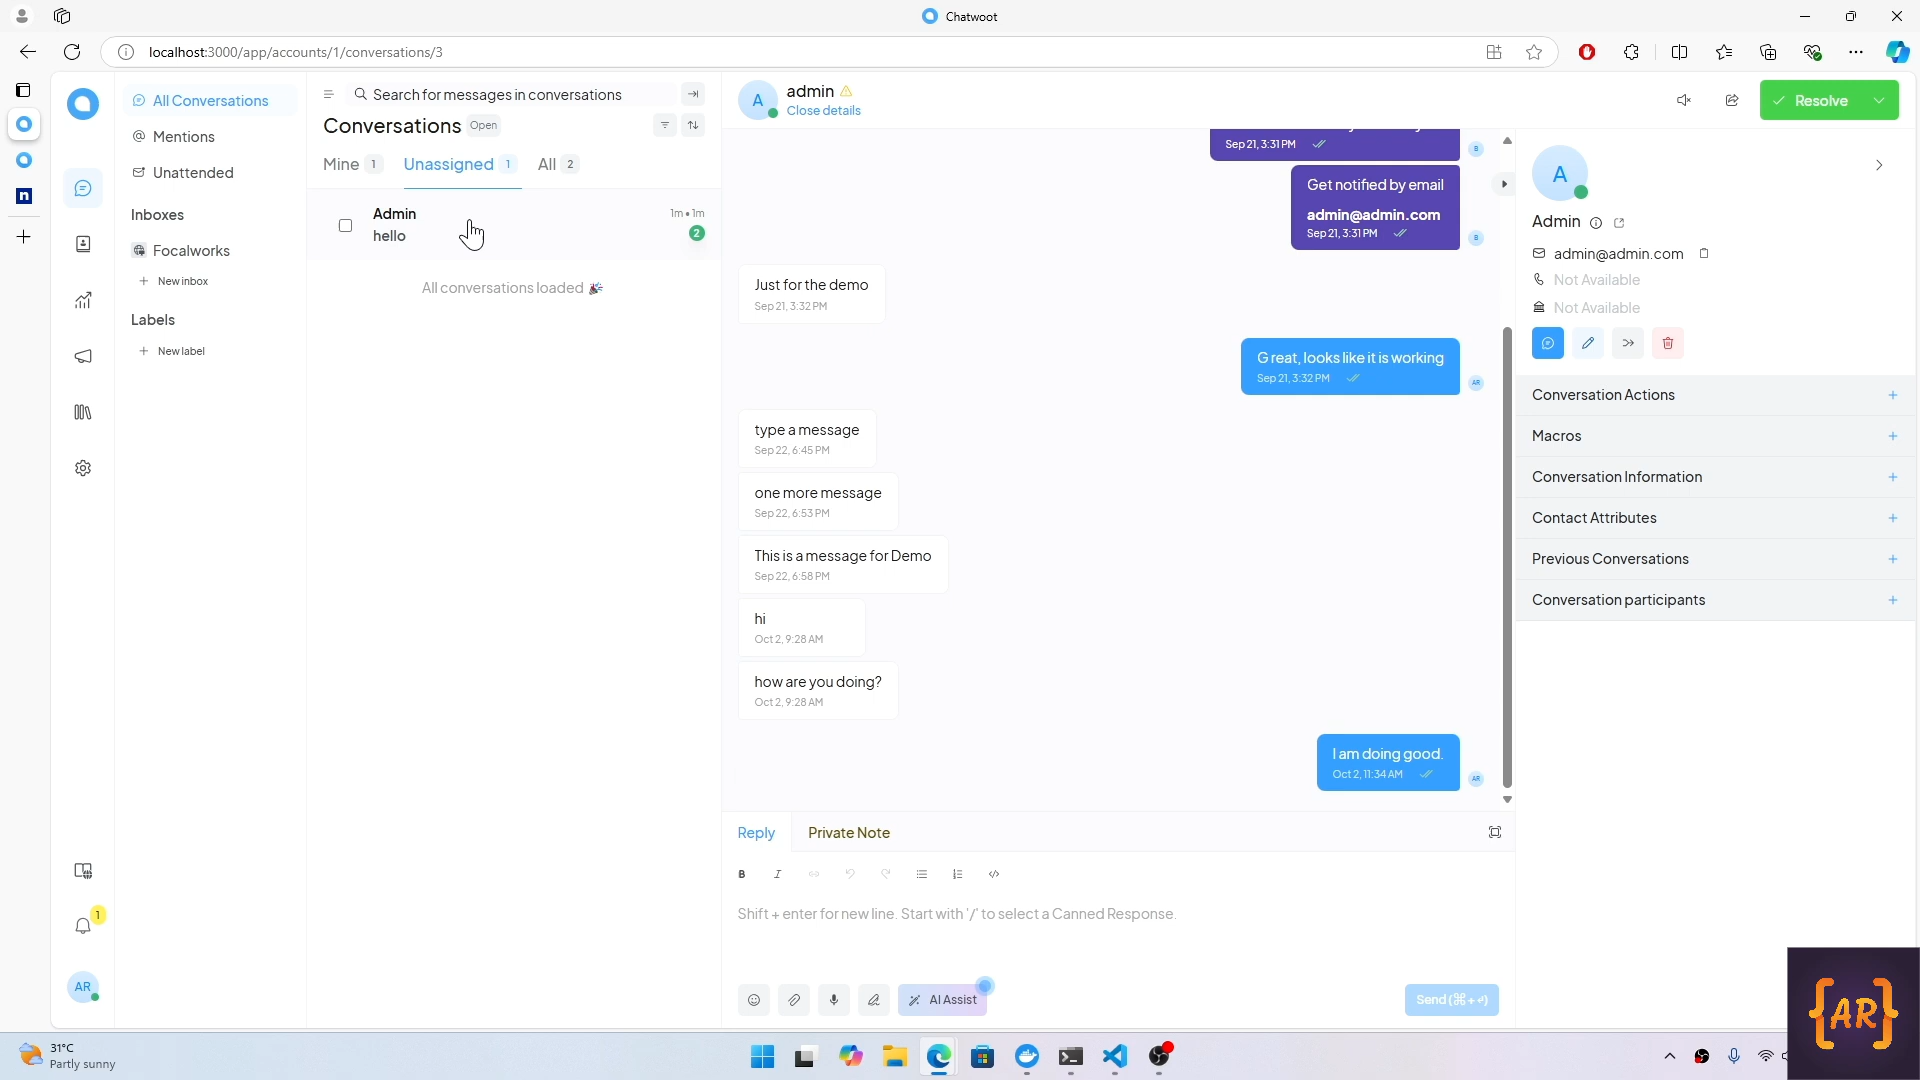 Chatwoot
localhost:3000/app/accounts/1/conversations/3
All Conversations
Mentions
Unattended
Inboxes
Focalworks
New inbox
Labels
New label
1
AR
Search for messages in conversations
Conversations Open
Mine 1 Unassigned 1 All 2
Admin 1m • 1m
hello 2
All conversations loaded
A
admin
Close details
Resolve
Sep 21, 3:31 PM
B
Get notified by email
admin@admin.com
Sep 21, 3:31 PM
B
Just for the demo
Sep 21, 3:32 PM
G reat, looks like it is working
Sep 21, 3:32 PM
AR
type a message
Sep 22, 6:45 PM
one more message
Sep 22, 6:53 PM
This is a message for Demo
Sep 22, 6:58 PM
hi
Oct 2, 9:28 AM
how are you doing?
Oct 2, 9:28 AM
I am doing good.
Oct 2, 11:34 AM
AR
Reply Private Note
B I
Shift + enter for new line. Start with '/' to select a Canned Response.
AI Assist
Send (⌘ + ⏎)
A
Admin
admin@admin.com
Not Available
Not Available
Conversation Actions
Macros
Conversation Information
Contact Attributes
Previous Conversations
Conversation participants
{AR}
31°C
Partly sunny